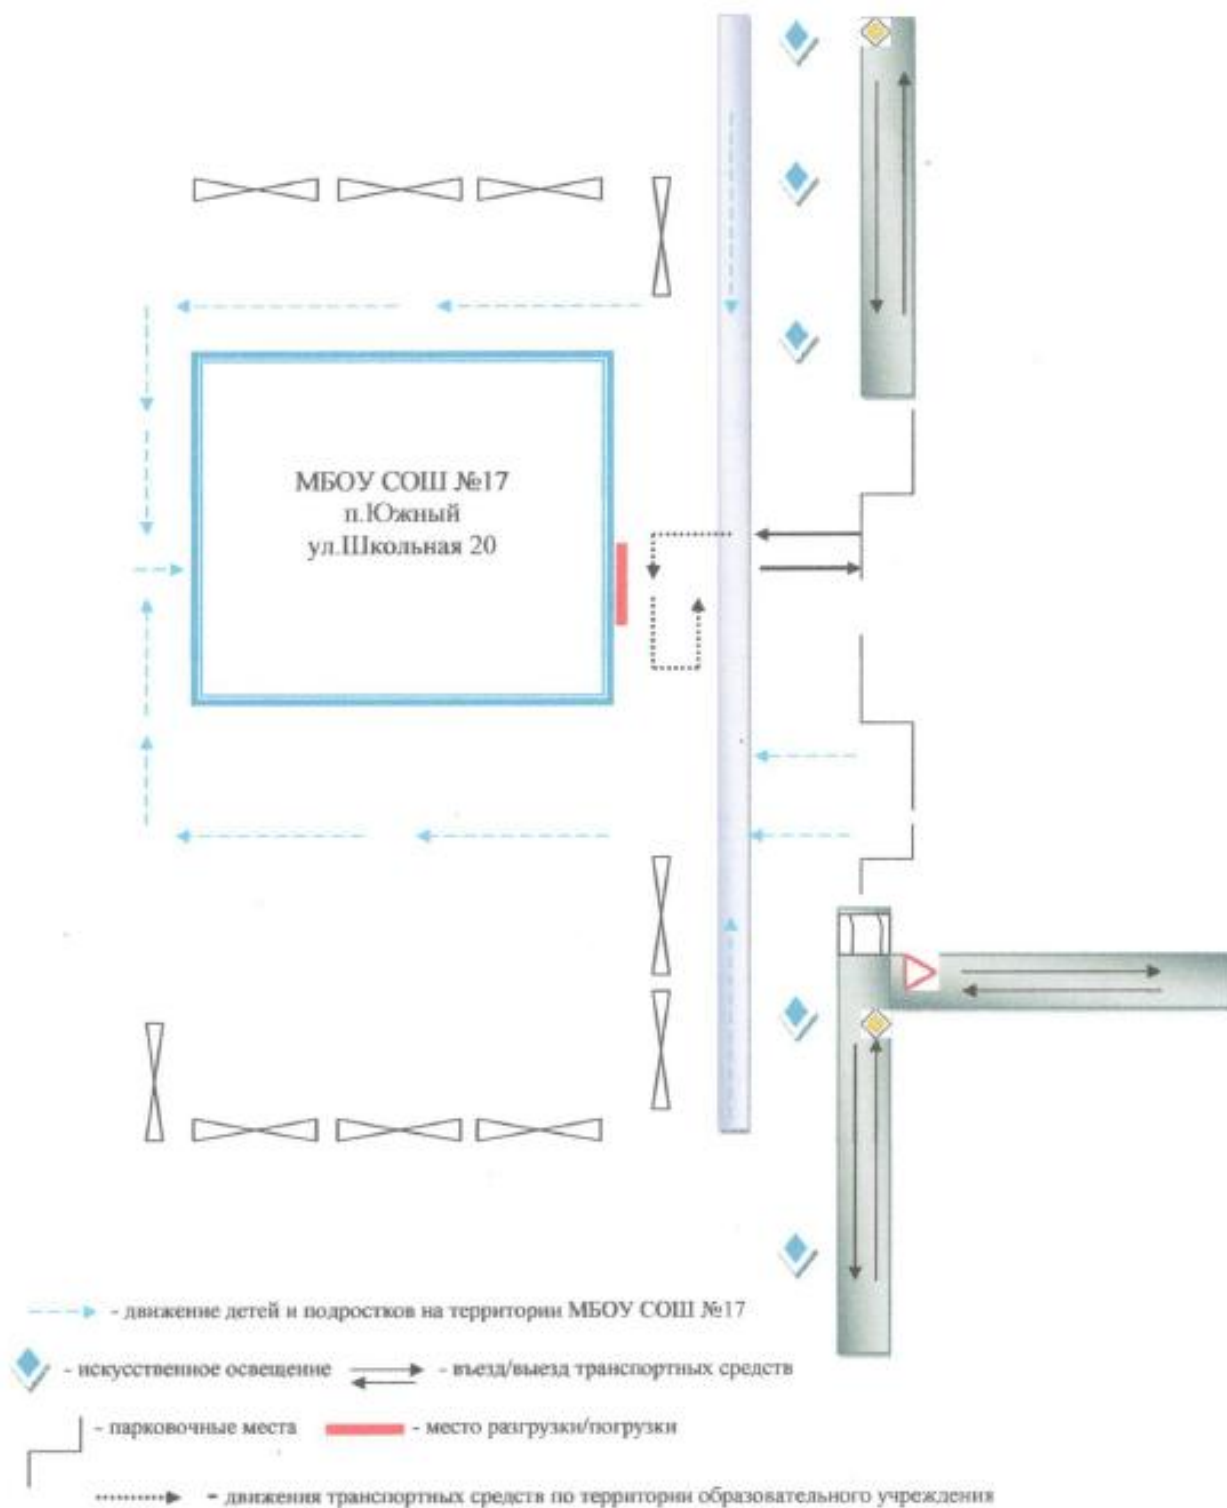 МБОУ СОШ №17
п.Южный
ул.Школьная 20
- движение детей и подростков на территории МБОУ СОШ №17
- искусственное освещение - въезд/выезд транспортных средств
- парковочные места - место разгрузки/погрузки
- движения транспортных средств по территории образовательного учреждения